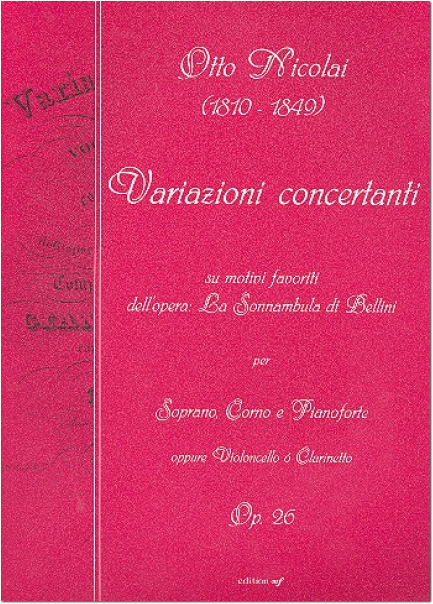 Otto Nicolai
(1810 - 1849)
Variazioni concertanti
su motivi favoriti
dell'opera: La Sonnambula di Bellini
per
Soprano, Corno e Pianoforte
oppure Violoncello ó Clarinetto
Op. 26
edition mf